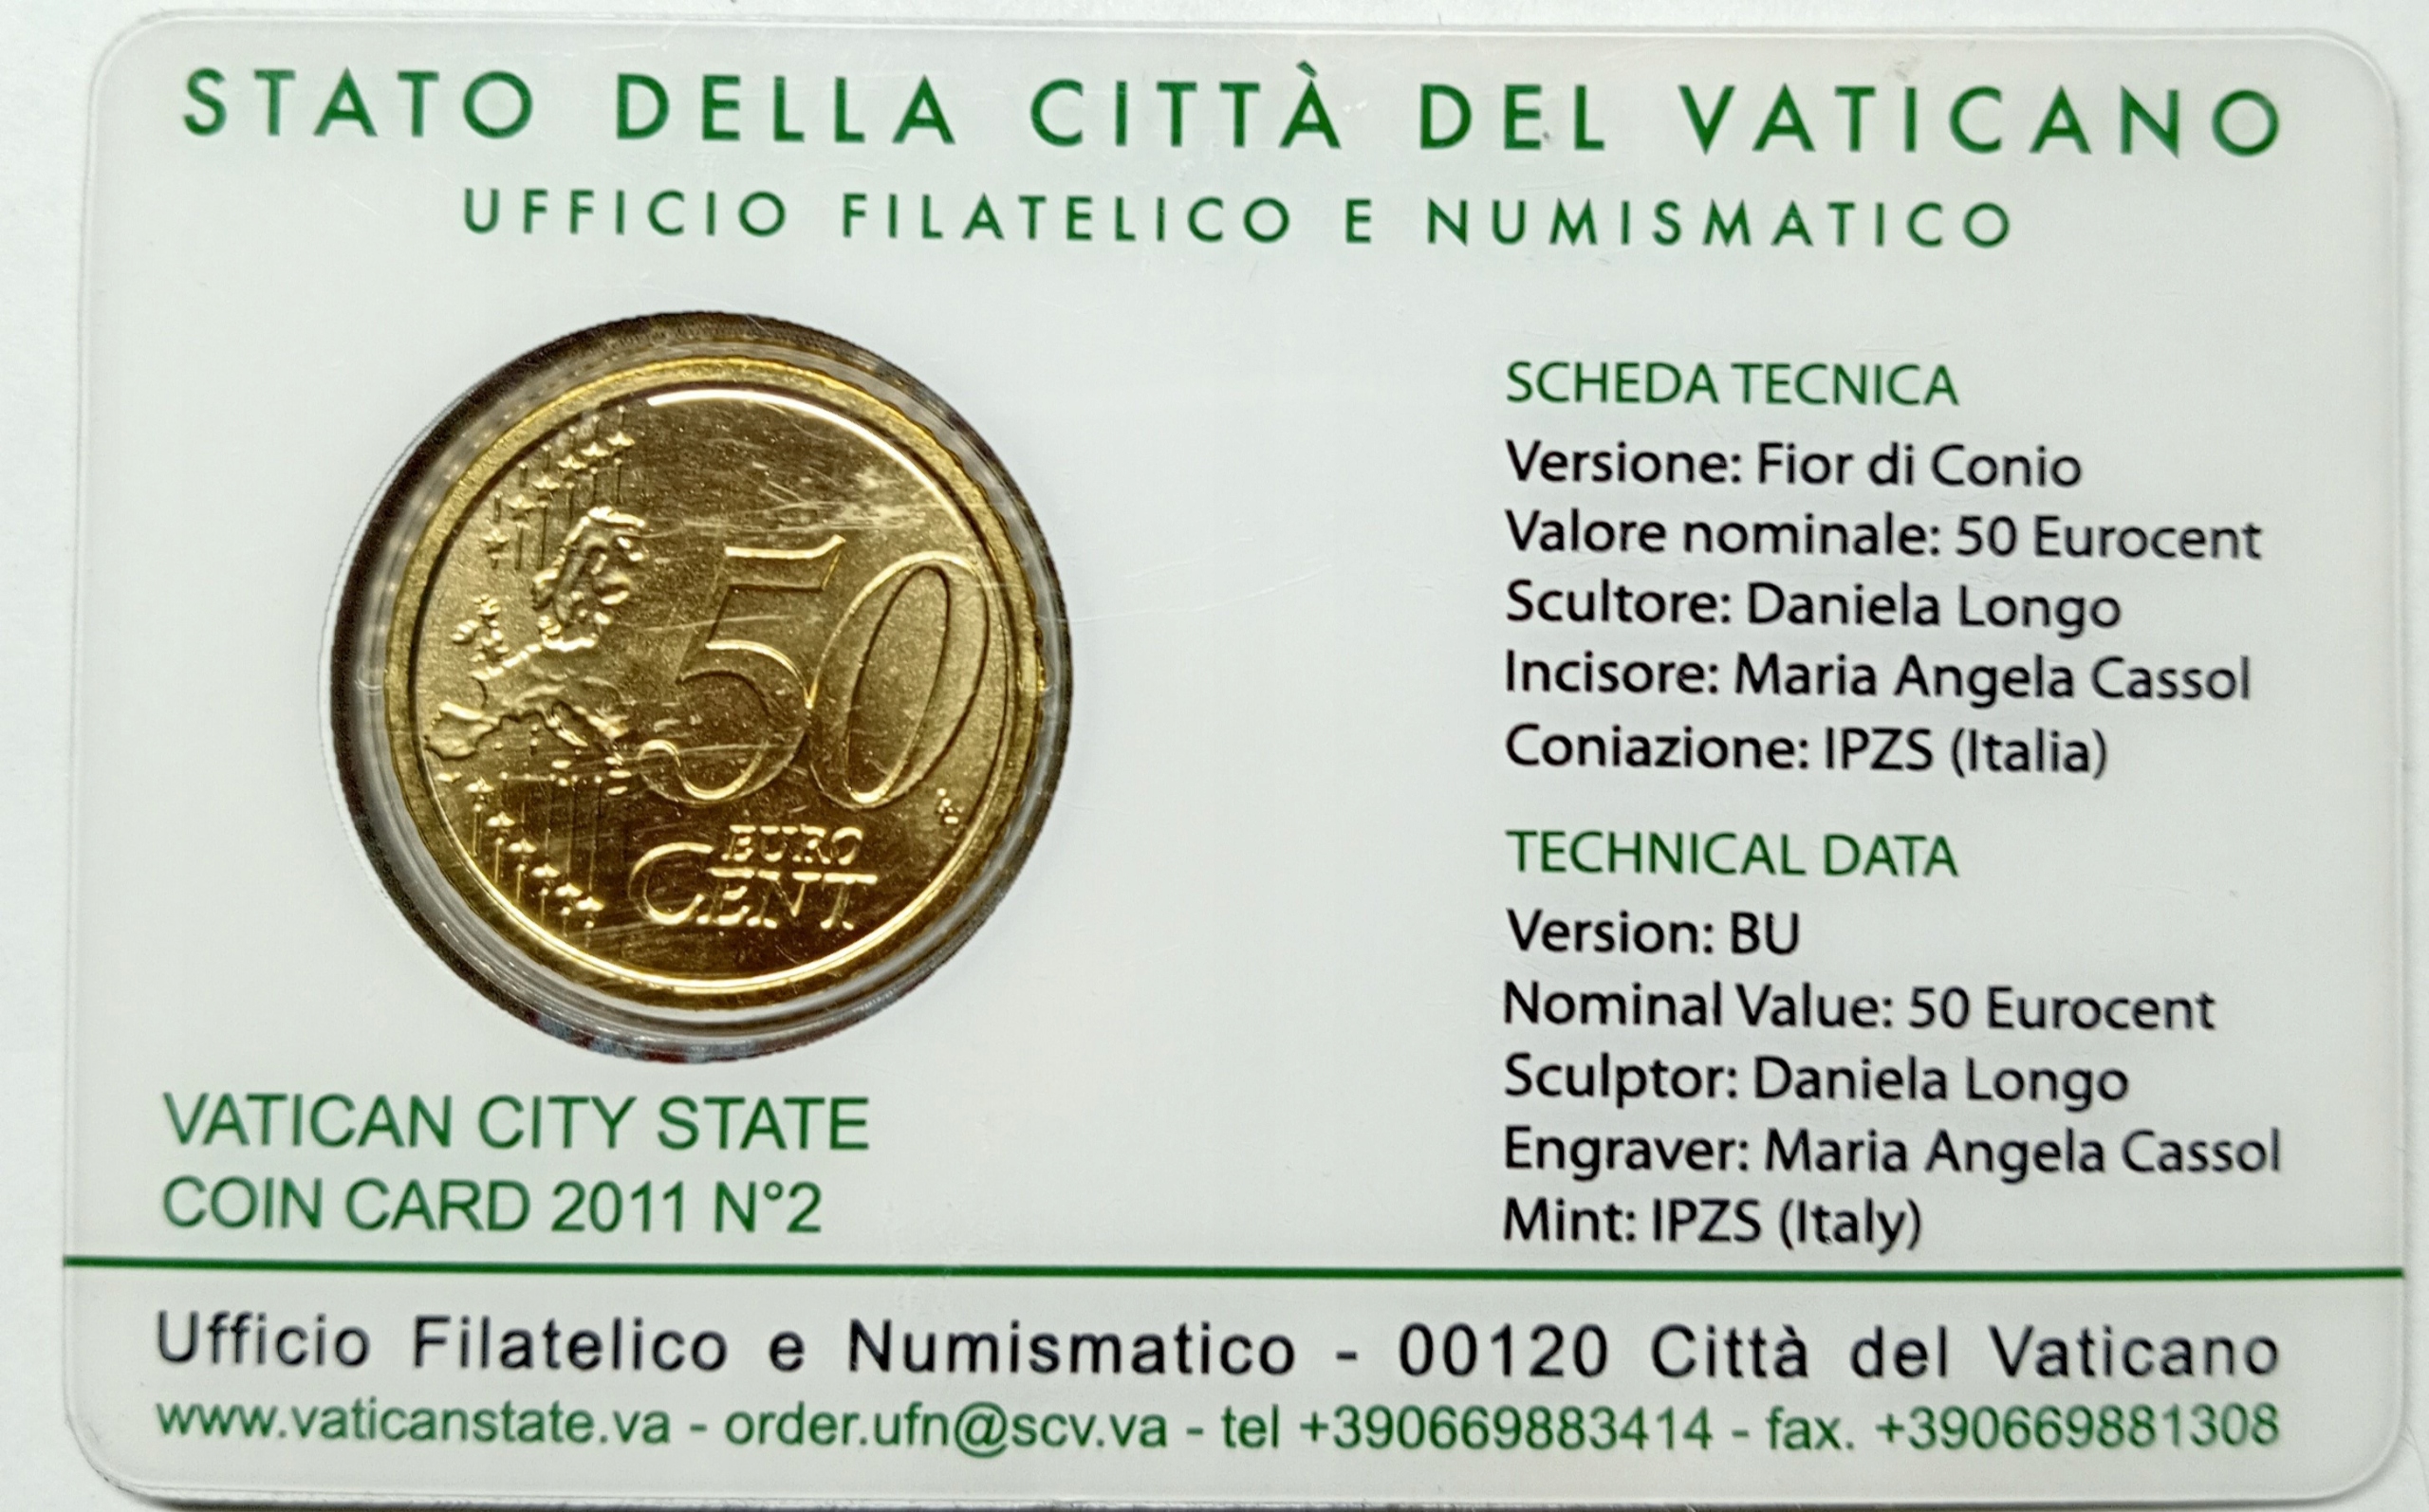 STATO DELLA CITTÀ DEL VATICANO
UFFICIO FILATELICO E NUMISMATICO
50
EURO
CENT
VATICAN CITY STATE
COIN CARD 2011 N°2
SCHEDA TECNICA
Versione: Fior di Conio
Valore nominale: 50 Eurocent
Scultore: Daniela Longo
Incisore: Maria Angela Cassol
Coniazione: IPZS (Italia)
TECHNICAL DATA
Version: BU
Nominal Value: 50 Eurocent
Sculptor: Daniela Longo
Engraver: Maria Angela Cassol
Mint: IPZS (Italy)
Ufficio Filatelico e Numismatico - 00120 Città del Vaticano
www.vaticanstate.va - order.ufn@scv.va - tel +390669883414 - fax. +390669881308